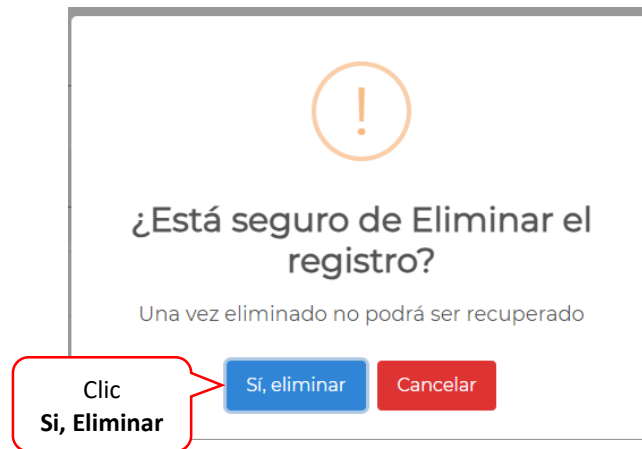 !
¿Está seguro de Eliminar el
registro?
Una vez eliminado no podrá ser recuperado
Sí, eliminar
Cancelar
Clic
Si, Eliminar